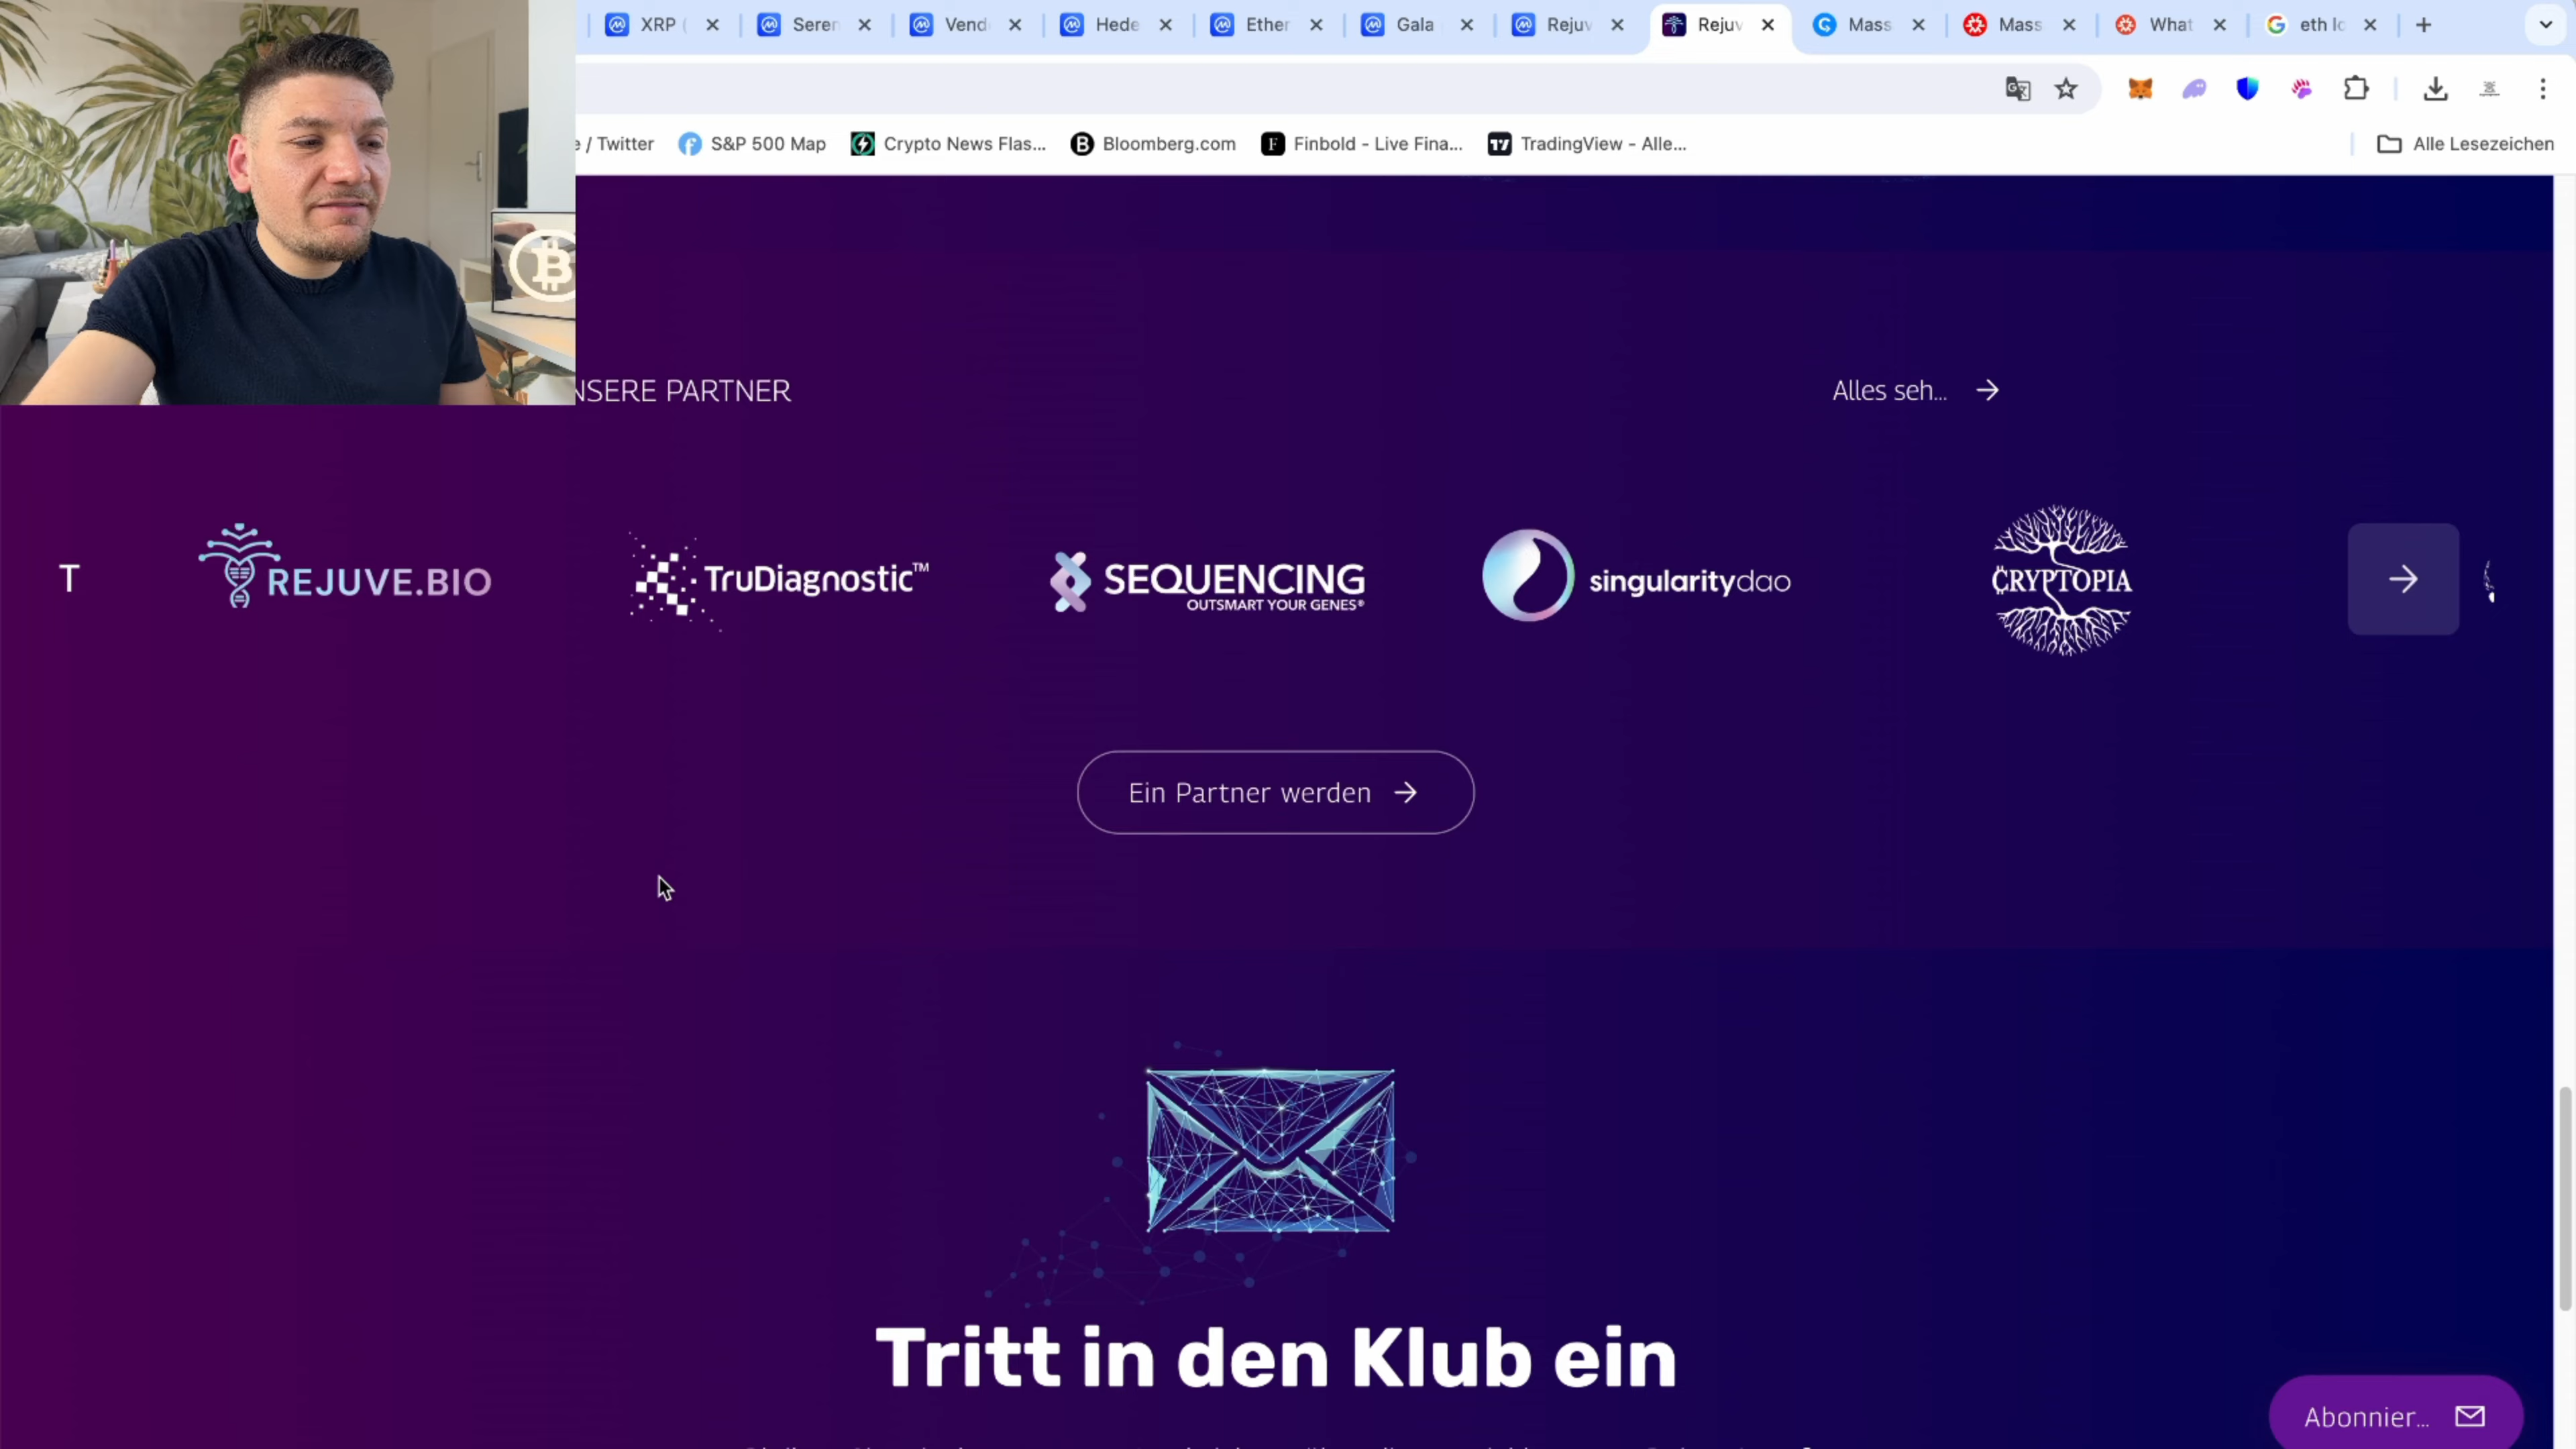 XRP (
Seren
Vend
Hede
Ether
Gala
Rejuv
Rejuv
Mass
Mass
What
eth lo
e / Twitter
S&P 500 Map
Crypto News Flas...
Bloomberg.com
Finbold - Live Fina...
TradingView - Alle...
Alle Lesezeichen
NSERE PARTNER
Alles seh...
T
REJUVE.BIO
TruDiagnostic™
SEQUENCING
OUTSMART YOUR GENES®
singularitydao
CRYPTOPIA
Ein Partner werden
Tritt in den Klub ein
Abonnier...